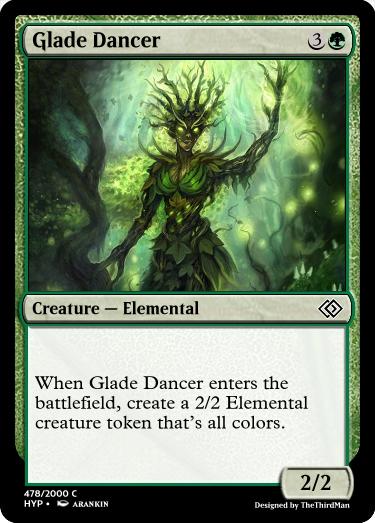 Glade Dancer 3
Creature — Elemental
When Glade Dancer enters the
battlefield, create a 2/2 Elemental
creature token that's all colors.
2/2
478/2000 C
HYP • ARANKIN
Designed by TheThirdMan